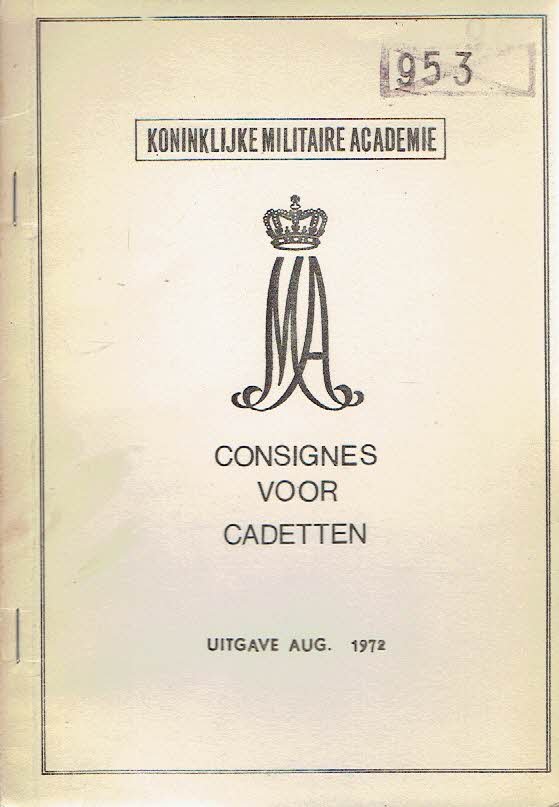 953
KONINKLIJKE MILITAIRE ACADEMIE
MA
CONSIGNES
VOOR
CADETTEN
UITGAVE AUG. 1972